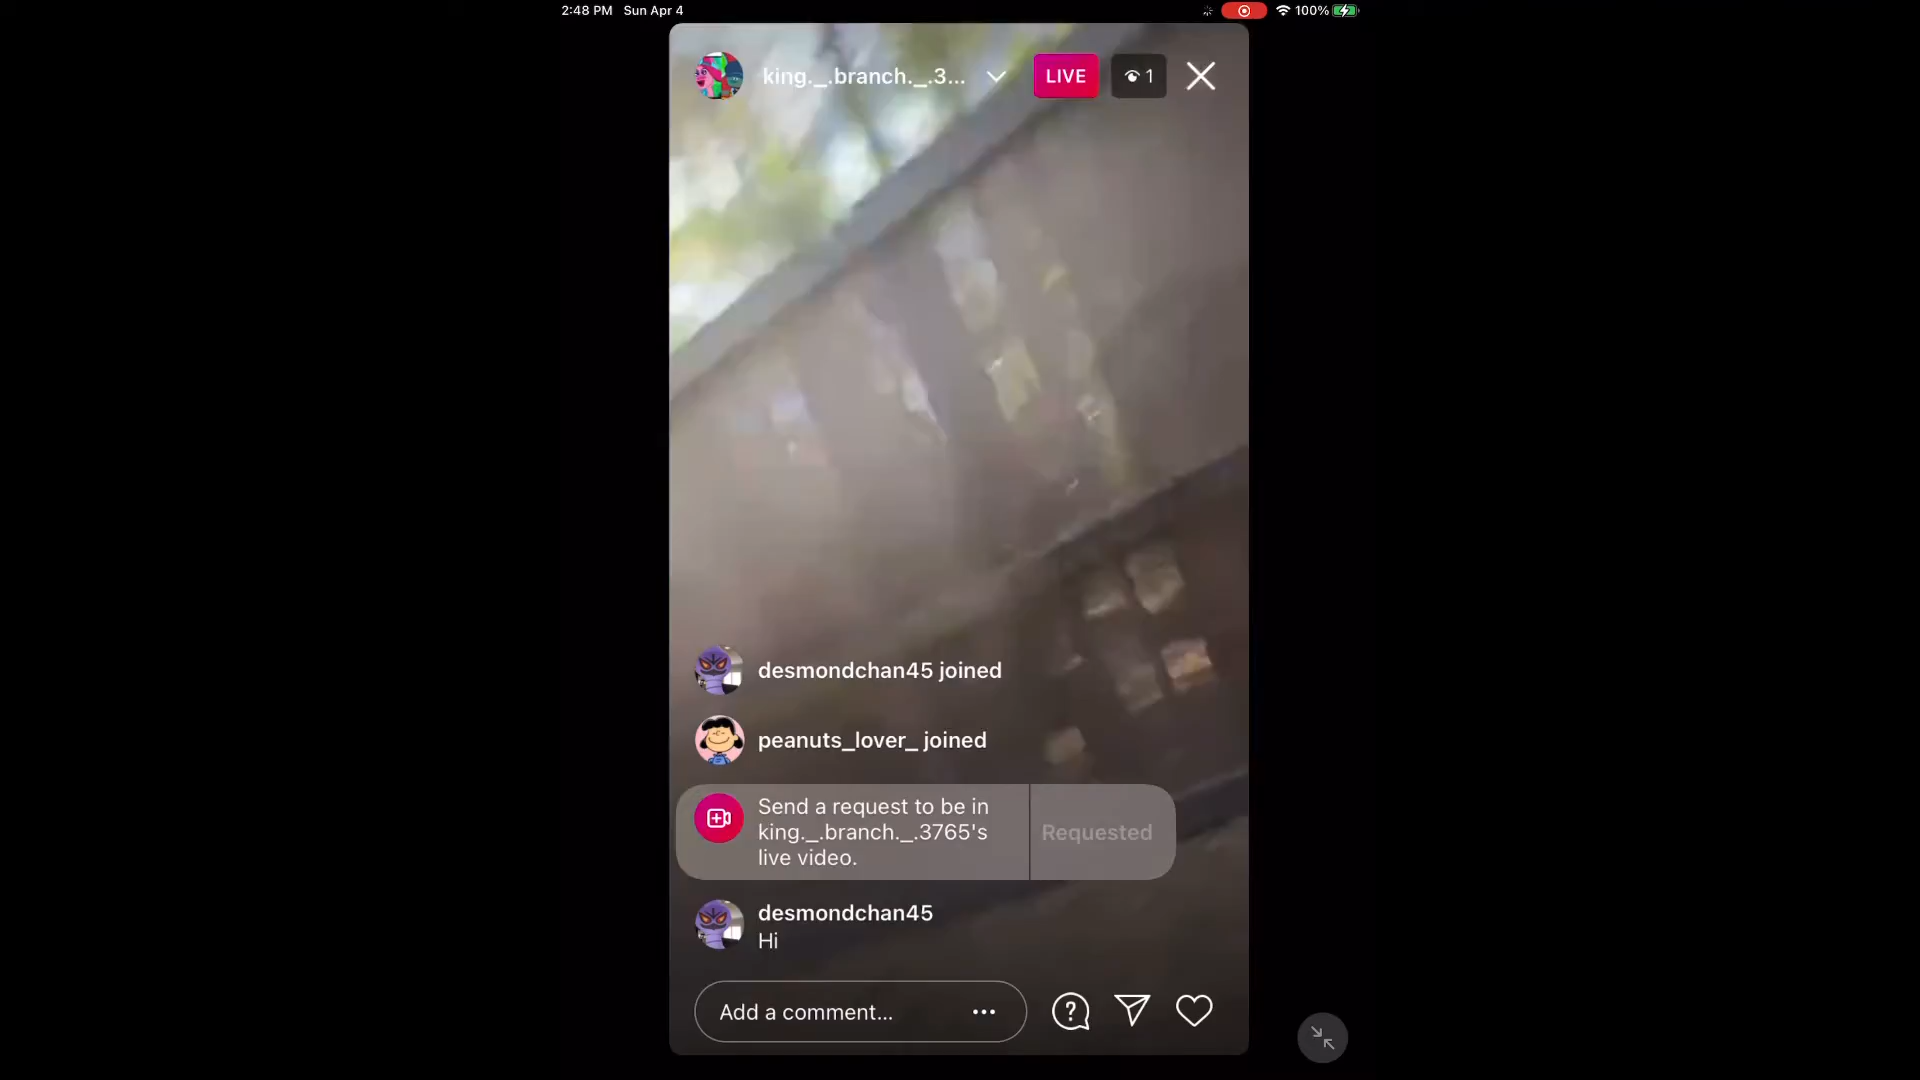 2:48 PM Sun Apr 4
100%
king._.branch._.3...
LIVE
1
desmondchan45 joined
peanuts_lover_ joined
Send a request to be in
king._.branch._.3765's
live video.
Requested
desmondchan45
Hi
Add a comment...